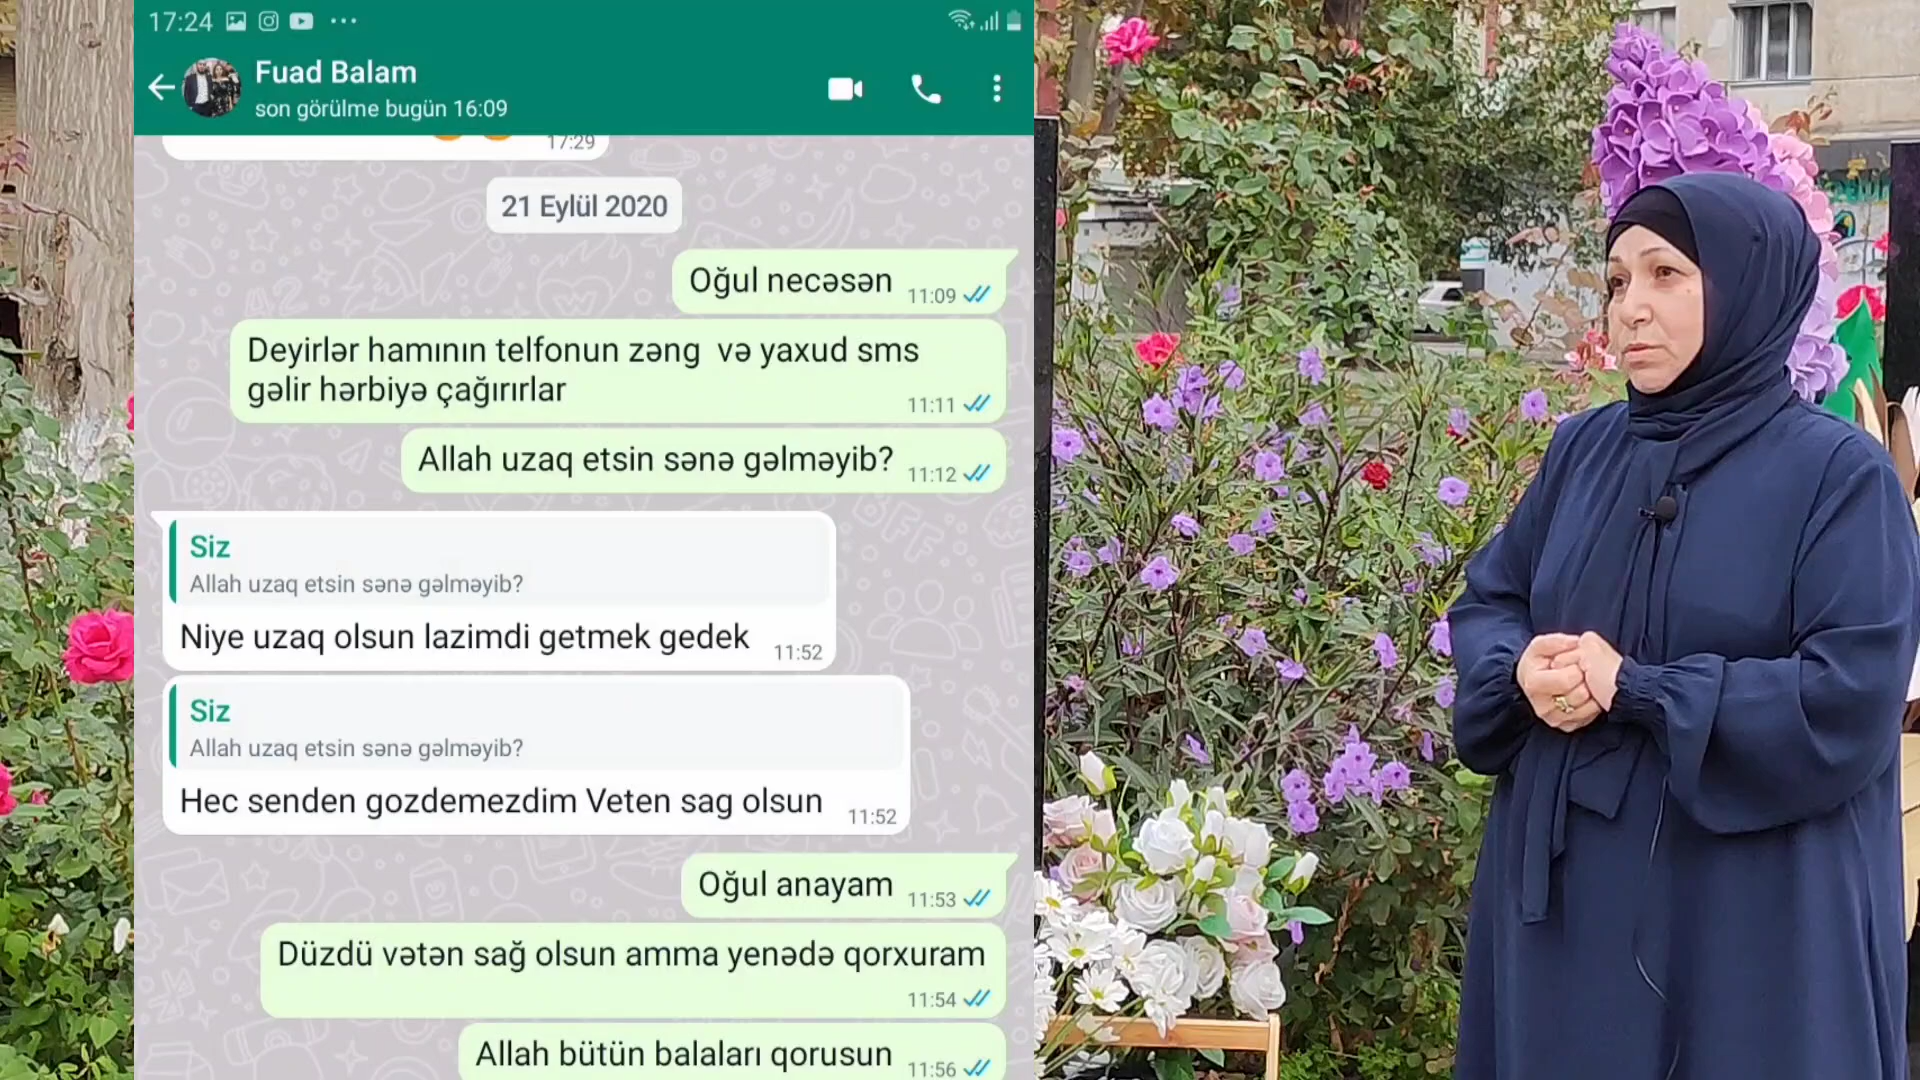 17:24
Fuad Balam
son görülme bugün 16:09
17:29
21 Eylül 2020
Oğul necəsən 11:09
Deyirlər hamının telfonun zəng və yaxud sms
gəlir hərbiyə çağırırlar 11:11
Allah uzaq etsin sənə gəlməyib? 11:12
Siz
Allah uzaq etsin sənə gəlməyib?
Niye uzaq olsun lazimdi getmek gedek 11:52
Siz
Allah uzaq etsin sənə gəlməyib?
Hec senden gozdemezdim Veten sag olsun 11:52
Oğul anayam 11:53
Düzdü vətən sağ olsun amma yenədə qorxuram
11:54
Allah bütün balaları qorusun 11:56